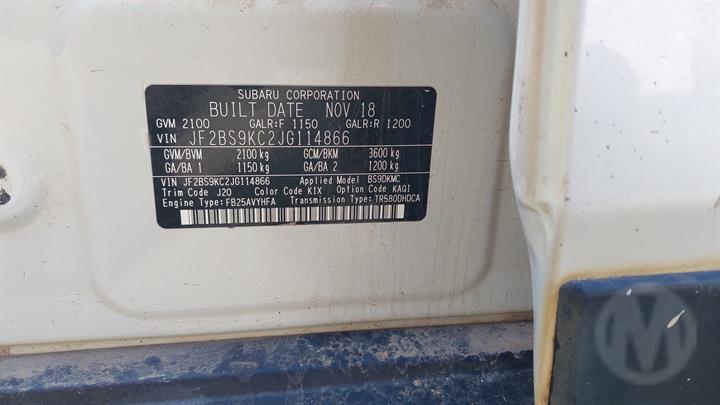 SUBARU CORPORATION
BUILT DATE NOV 18
GVM 2100 GALR:F 1150 GALR:R 1200
VIN JF2BS9KC2JG114866
GVM/BVM 2100 kg GCM/BKM 3600 kg
GA/BA 1 1150 kg GA/BA 2 1200 kg
VIN JF2BS9KC2JG114866 Applied Model BS9DKMC
Trim Code J20 Color Code K1X Option Code KAQI
Engine Type:FB25AVYHFA Transmission Type:TR580DHDCA